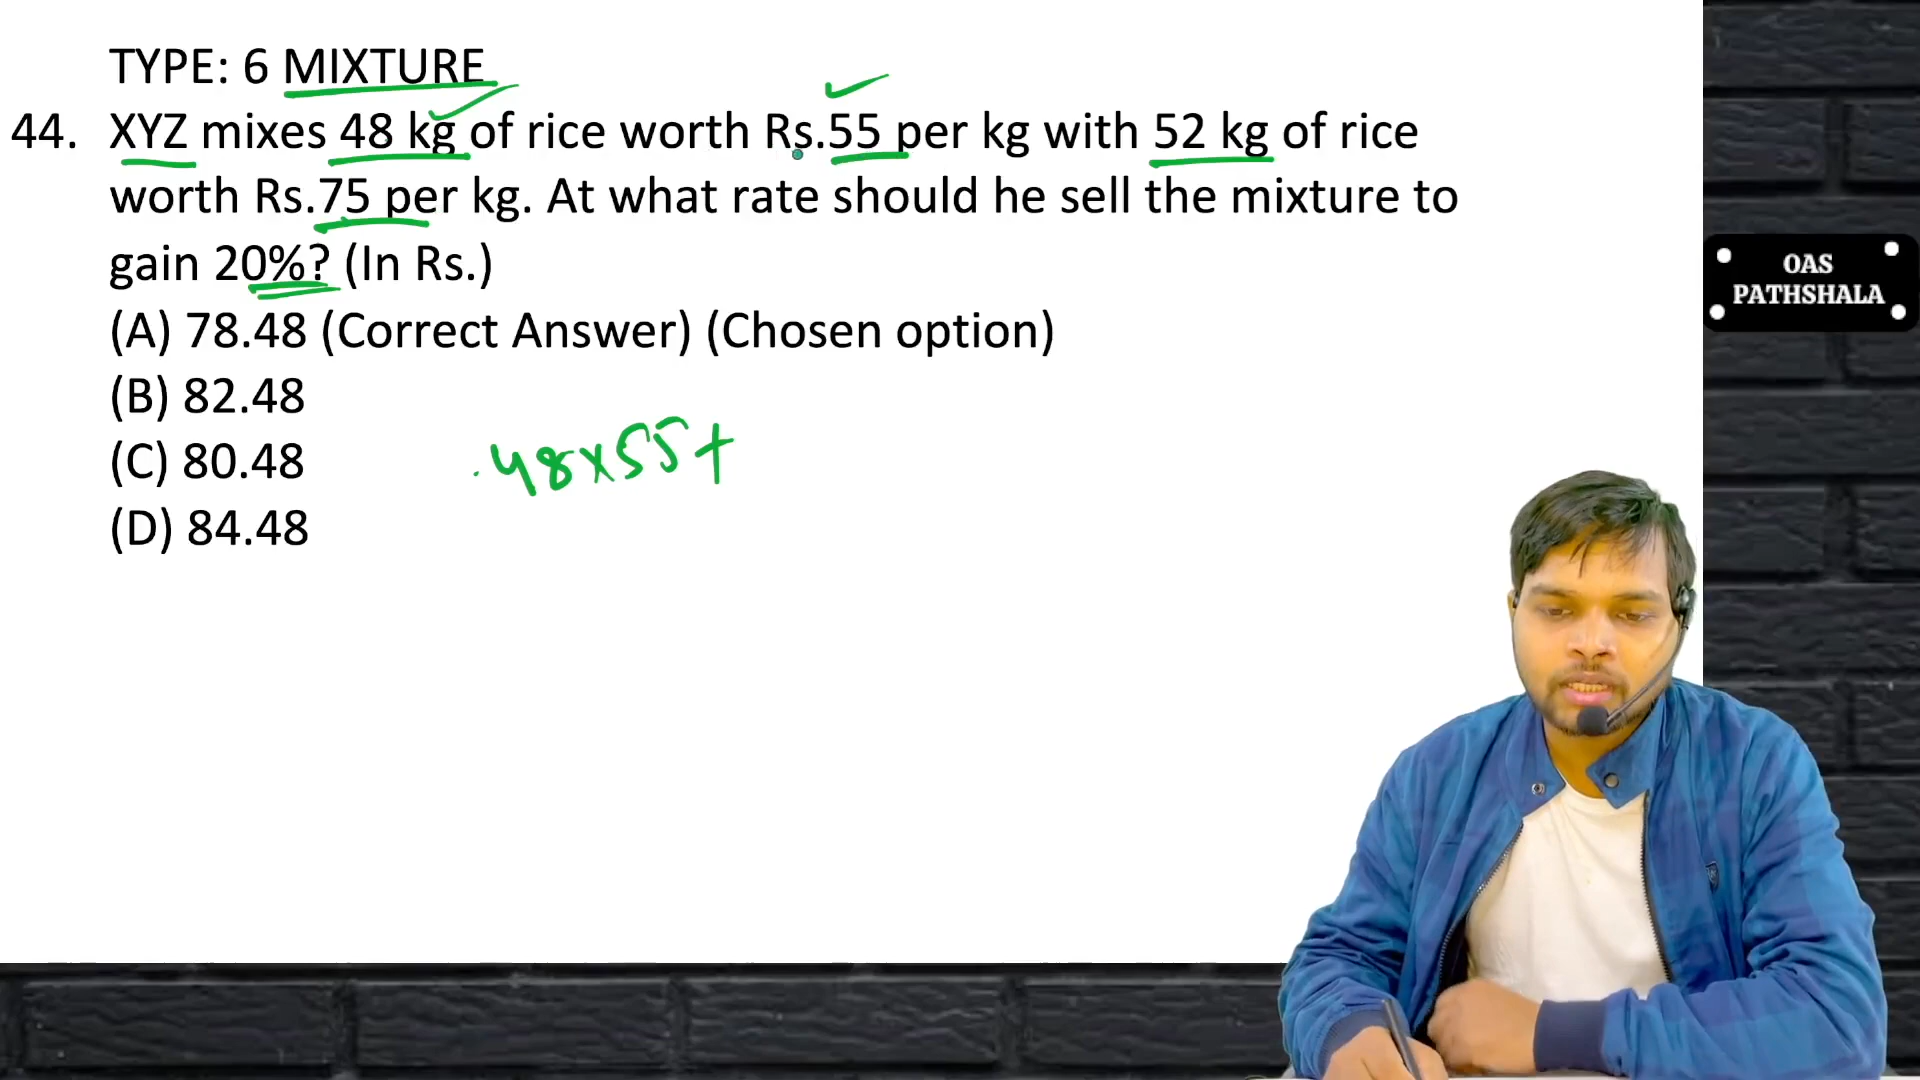 TYPE: 6 MIXTURE
44. XYZ mixes 48 kg of rice worth Rs.55 per kg with 52 kg of rice
worth Rs.75 per kg. At what rate should he sell the mixture to
gain 20%? (In Rs.)
(A) 78.48 (Correct Answer) (Chosen option)
(B) 82.48
(C) 80.48
(D) 84.48
48×55+
OAS
PATHSHALA